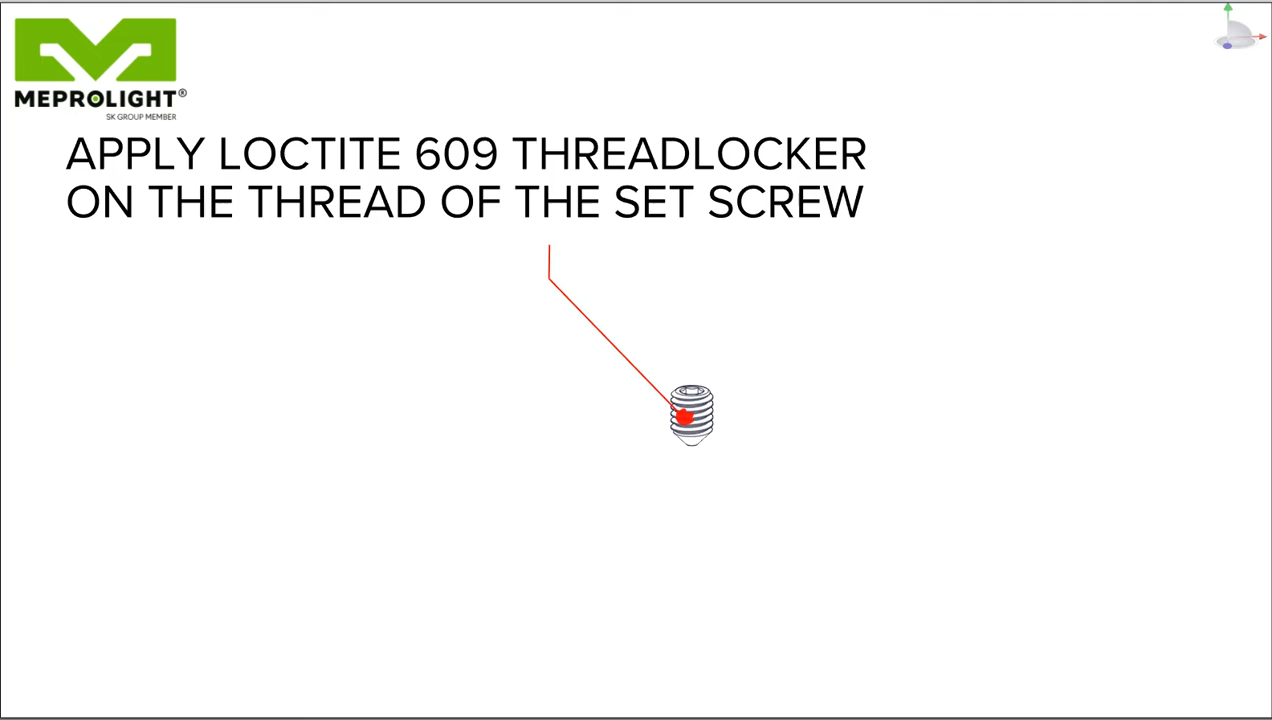 MEPROLIGHT®
SK GROUP MEMBER
APPLY LOCTITE 609 THREADLOCKER
ON THE THREAD OF THE SET SCREW